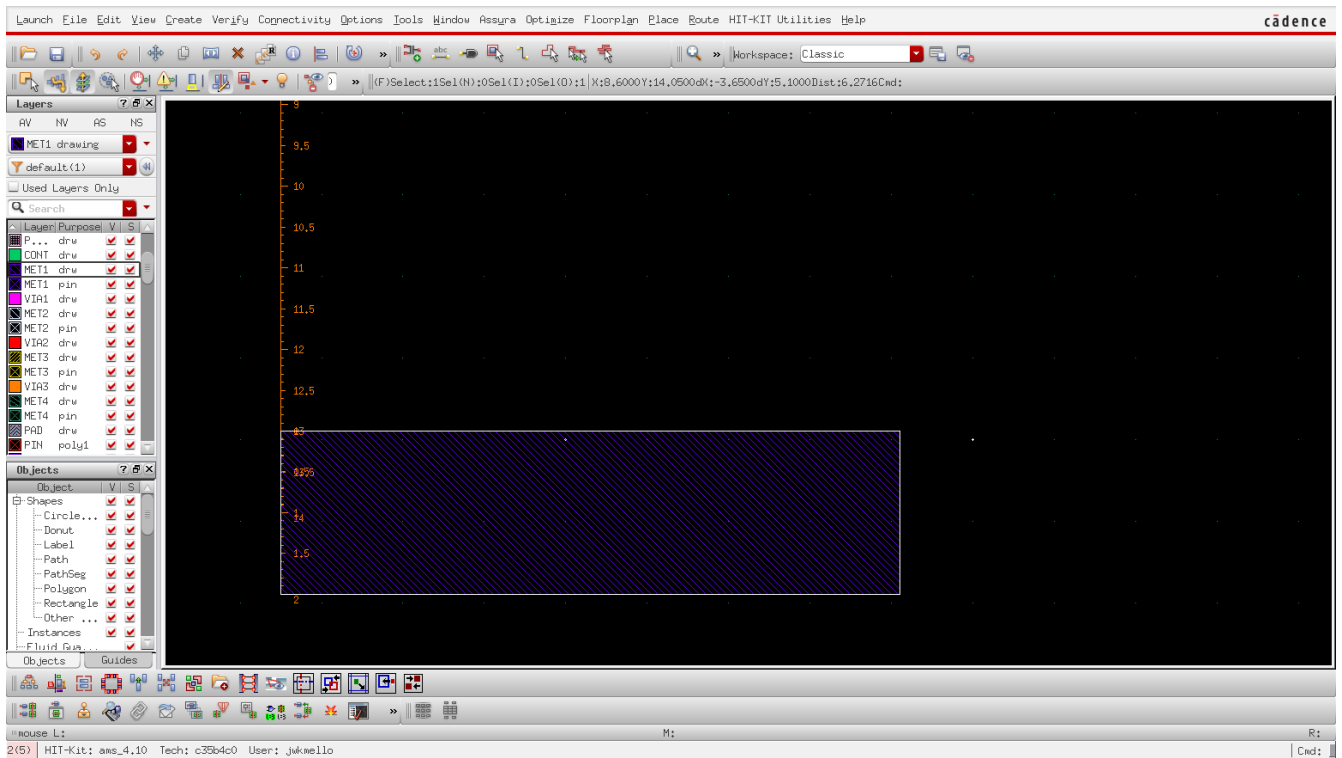 Launch File Edit View Create Verify Connectivity Options Tools Window Assura Optimize Floorplan Place Route HIT-KIT Utilities Help
cādence
» abc » Workspace: Classic
» (F)Select:1Sel(N):0Sel(I):0Sel(O):1 X:8.6000Y:14.0500dX:-3.6500dY:5.1000Dist:6.2716Cmd:
Layers
AV NV AS NS
MET1 drawing
default(1)
Used Layers Only
Search
Layer Purpose V S
P... drw
CONT drw
MET1 drw
MET1 pin
VIA1 drw
MET2 drw
MET2 pin
VIA2 drw
MET3 drw
MET3 pin
VIA3 drw
MET4 drw
MET4 pin
PAD drw
PIN poly1
Objects
Object V S
Shapes
Circle...
Donut
Label
Path
PathSeg
Polygon
Rectangle
Other ...
Instances
Fluid Gua...
Objects Guides
9
9.5
10
10.5
11
11.5
12
12.5
14
1.5
2
»
mouse L: M: R:
2(5) HIT-Kit: ams_4.10 Tech: c35b4c0 User: jwkmello Cmd: